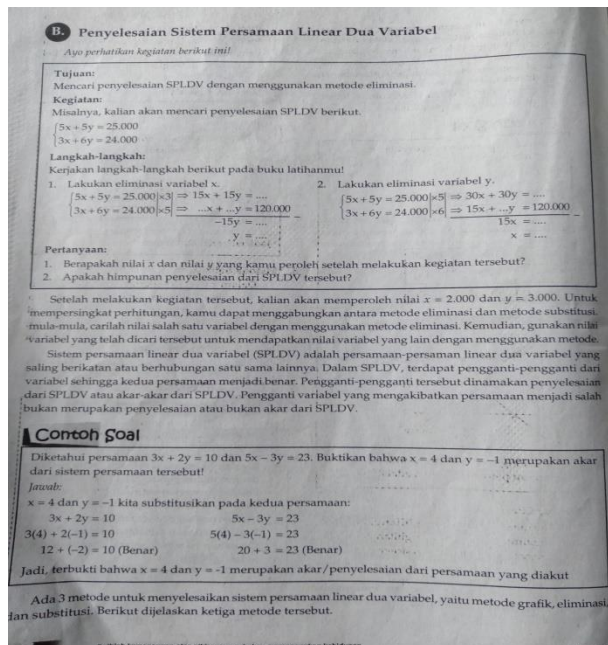 B. Penyelesaian Sistem Persamaan Linear Dua Variabel
Ayo perhatikan kegiatan berikut ini!
Tujuan:
Mencari penyelesaian SPLDV dengan menggunakan metode eliminasi.
Kegiatan:
Misalnya, kalian akan mencari penyelesaian SPLDV berikut.
5x + 5y = 25.000
3x + 6y = 24.000
Langkah-langkah:
Kerjakan langkah-langkah berikut pada buku latihanmu!
1. Lakukan eliminasi variabel x.
5x + 5y = 25.000|×3| ⇒ 15x + 15y = ....
3x + 6y = 24.000|×5| ⇒ ...x + ...y = 120.000 −
−15y = ....
y = ....
2. Lakukan eliminasi variabel y.
5x + 5y = 25.000|×5| ⇒ 30x + 30y = ....
3x + 6y = 24.000|×6| ⇒ 15x + ...y = 120.000 −
15x = ....
x = ....
Pertanyaan:
1. Berapakah nilai x dan nilai y yang kamu peroleh setelah melakukan kegiatan tersebut?
2. Apakah himpunan penyelesaian dari SPLDV tersebut?
Setelah melakukan kegiatan tersebut, kalian akan memperoleh nilai x = 2.000 dan y = 3.000. Untuk
mempersingkat perhitungan, kamu dapat menggabungkan antara metode eliminasi dan metode substitusi.
mula-mula, carilah nilai salah satu variabel dengan menggunakan metode eliminasi. Kemudian, gunakan nilai
variabel yang telah dicari tersebut untuk mendapatkan nilai variabel yang lain dengan menggunakan metode.
Sistem persamaan linear dua variabel (SPLDV) adalah persamaan-persaman linear dua variabel yang
saling berikatan atau berhubungan satu sama lainnya. Dalam SPLDV, terdapat pengganti-pengganti dari
variabel sehingga kedua persamaan menjadi benar. Pengganti-pengganti tersebut dinamakan penyelesaian
dari SPLDV atau akar-akar dari SPLDV. Pengganti variabel yang mengakibatkan persamaan menjadi salah
bukan merupakan penyelesaian atau bukan akar dari SPLDV.
Contoh Soal
Diketahui persamaan 3x + 2y = 10 dan 5x − 3y = 23. Buktikan bahwa x = 4 dan y = −1 merupakan akar
dari sistem persamaan tersebut!
Jawab:
x = 4 dan y = −1 kita substitusikan pada kedua persamaan:
3x + 2y = 10 5x − 3y = 23
3(4) + 2(−1) = 10 5(4) − 3(−1) = 23
12 + (−2) = 10 (Benar) 20 + 3 = 23 (Benar)
Jadi, terbukti bahwa x = 4 dan y = -1 merupakan akar/penyelesaian dari persamaan yang diakut
Ada 3 metode untuk menyelesaikan sistem persamaan linear dua variabel, yaitu metode grafik, eliminasi,
dan substitusi. Berikut dijelaskan ketiga metode tersebut.